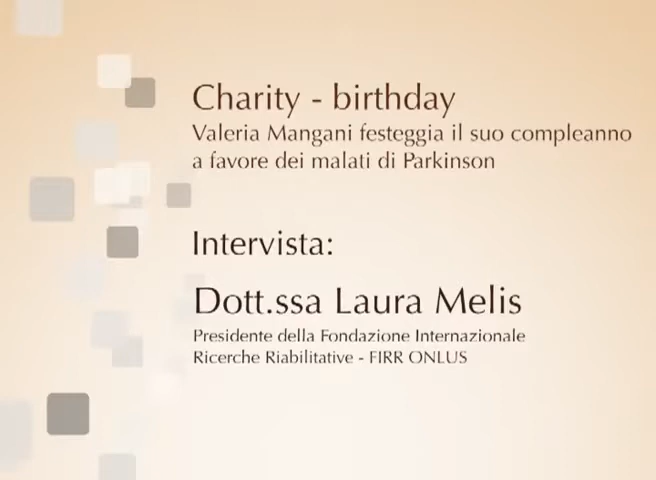 Charity - birthday
Valeria Mangani festeggia il suo compleanno
a favore dei malati di Parkinson
Intervista:
Dott.ssa Laura Melis
Presidente della Fondazione Internazionale
Ricerche Riabilitative - FIRR ONLUS